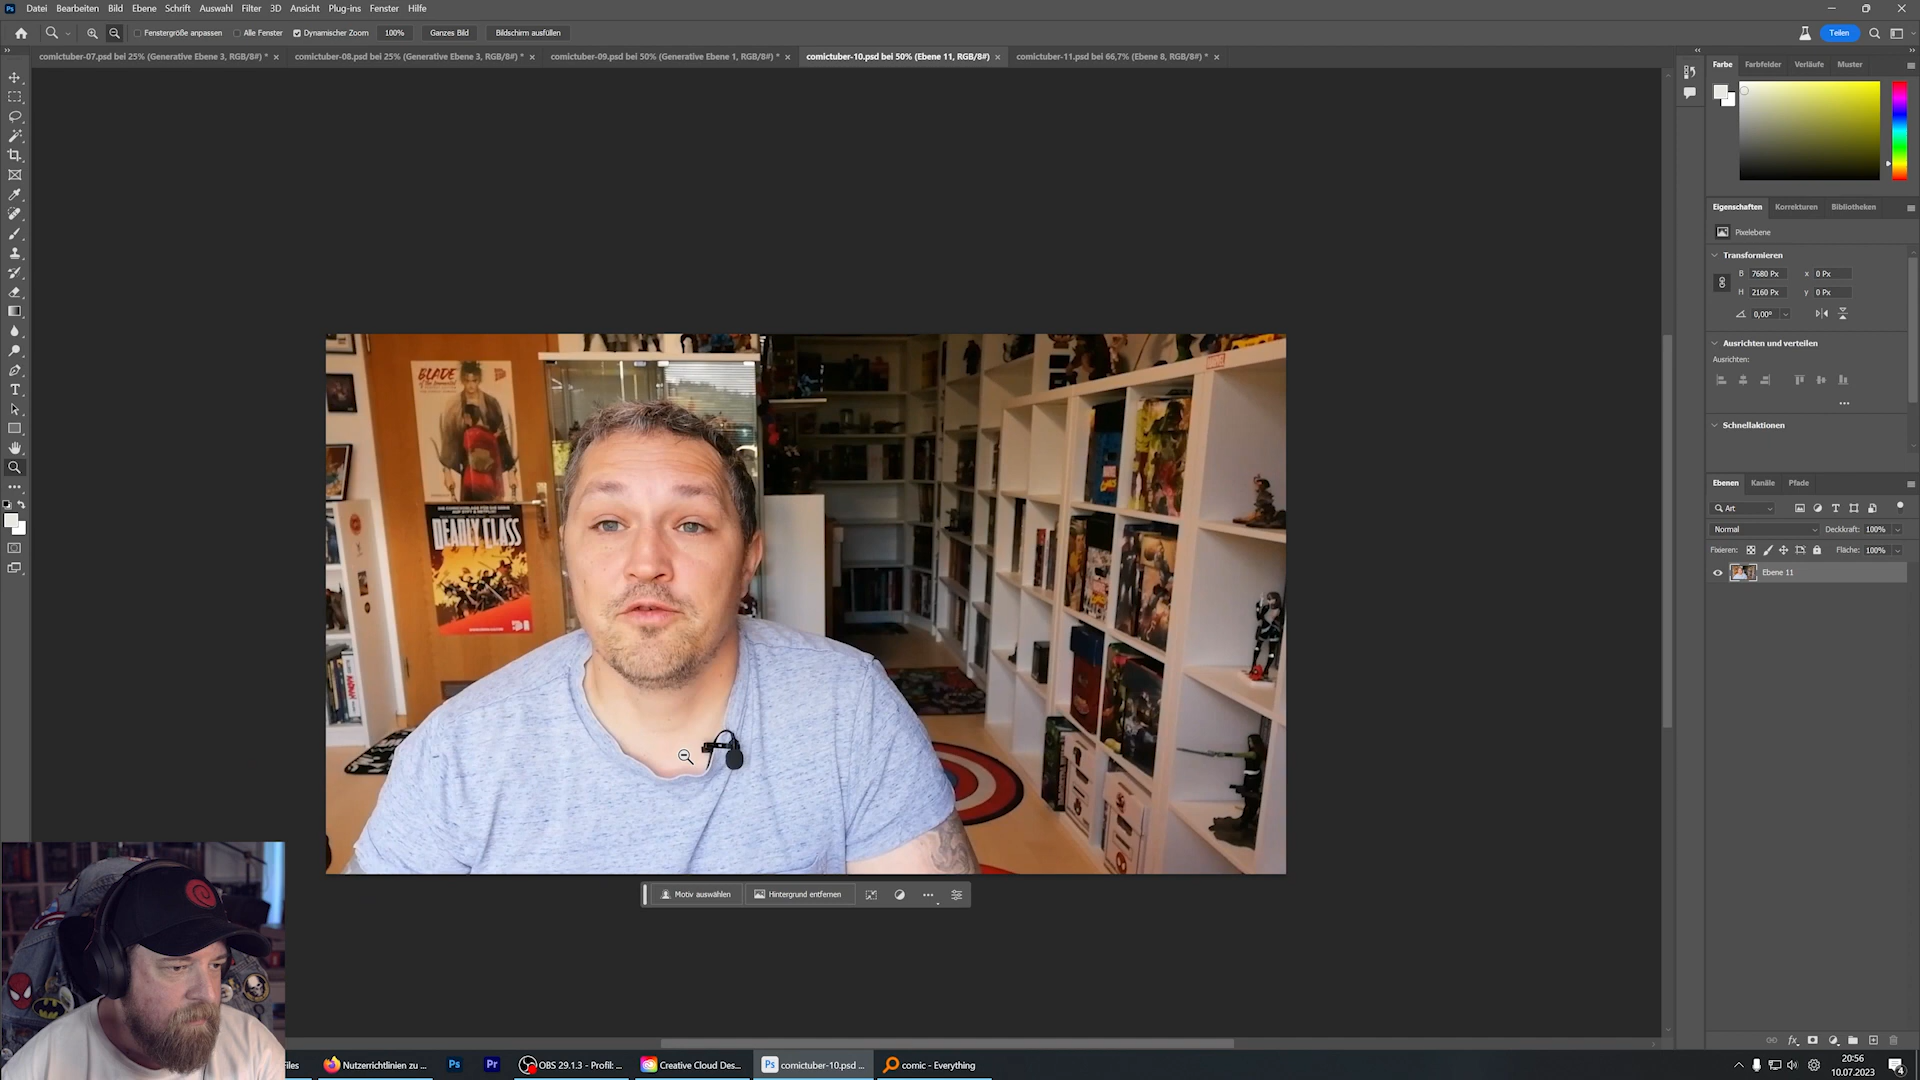 Datei Bearbeiten Bild Ebene Schrift Auswahl Filter 3D Ansicht Plug-ins Fenster Hilfe
Fenstergröße anpassen Alle Fenster Dynamischer Zoom 100% Ganzes Bild Bildschirm ausfüllen Teilen
comictuber-07.psd bei 25% (Generative Ebene 3, RGB/8#) * × comictuber-08.psd bei 25% (Generative Ebene 3, RGB/8#) * × comictuber-09.psd bei 50% (Generative Ebene 1, RGB/8#) * × comictuber-10.psd bei 50% (Ebene 11, RGB/8#) × comictuber-11.psd bei 66,7% (Ebene 8, RGB/8#) * ×
Farbe Farbfelder Verläufe Muster
Eigenschaften Korrekturen Bibliotheken
Pixelebene
Transformieren
B 7680 Px x 0 Px
H 2160 Px y 0 Px
0,00°
Ausrichten und verteilen
Ausrichten:
Schnellaktionen
Ebenen Kanäle Pfade
Art
Normal Deckkraft: 100%
Fixieren: Fläche: 100%
Ebene 11
BLADE
DEADLY CLASS
MARVEL
Motiv auswählen Hintergrund entfernen
Files Nutzerrichtlinien zu ... Ps Pr OBS 29.1.3 - Profil: ... Creative Cloud Des... Ps comictuber-10.psd ... comic - Everything
20:56
10.07.2023
4